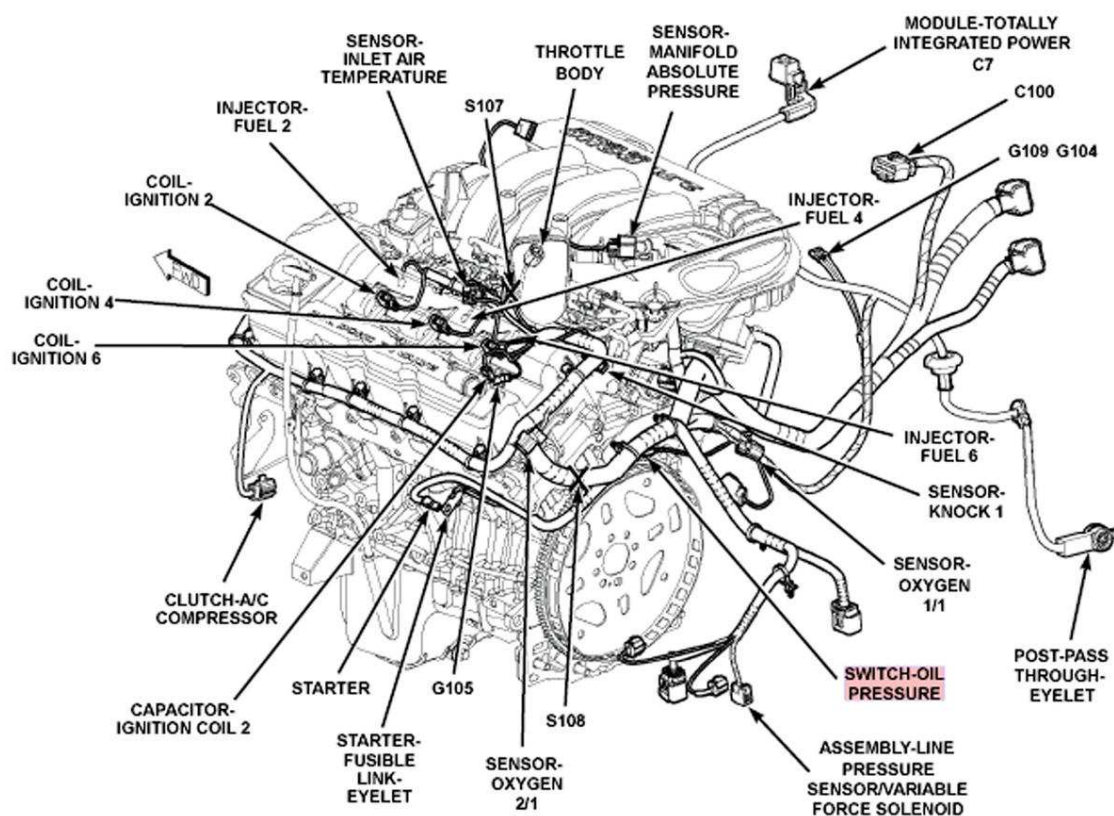 MODULE-TOTALLY
INTEGRATED POWER
C7
SENSOR-
INLET AIR
TEMPERATURE
THROTTLE
BODY
SENSOR-
MANIFOLD
ABSOLUTE
PRESSURE
C100
S107
INJECTOR-
FUEL 2
G109 G104
COIL-
IGNITION 2
INJECTOR-
FUEL 4
FWD
COIL-
IGNITION 4
COIL-
IGNITION 6
INJECTOR-
FUEL 6
SENSOR-
KNOCK 1
SENSOR-
OXYGEN
1/1
CLUTCH-A/C
COMPRESSOR
STARTER
G105
SWITCH-OIL
PRESSURE
POST-PASS
THROUGH-
EYELET
CAPACITOR-
IGNITION COIL 2
S108
STARTER-
FUSIBLE
LINK-
EYELET
SENSOR-
OXYGEN
2/1
ASSEMBLY-LINE
PRESSURE
SENSOR/VARIABLE
FORCE SOLENOID